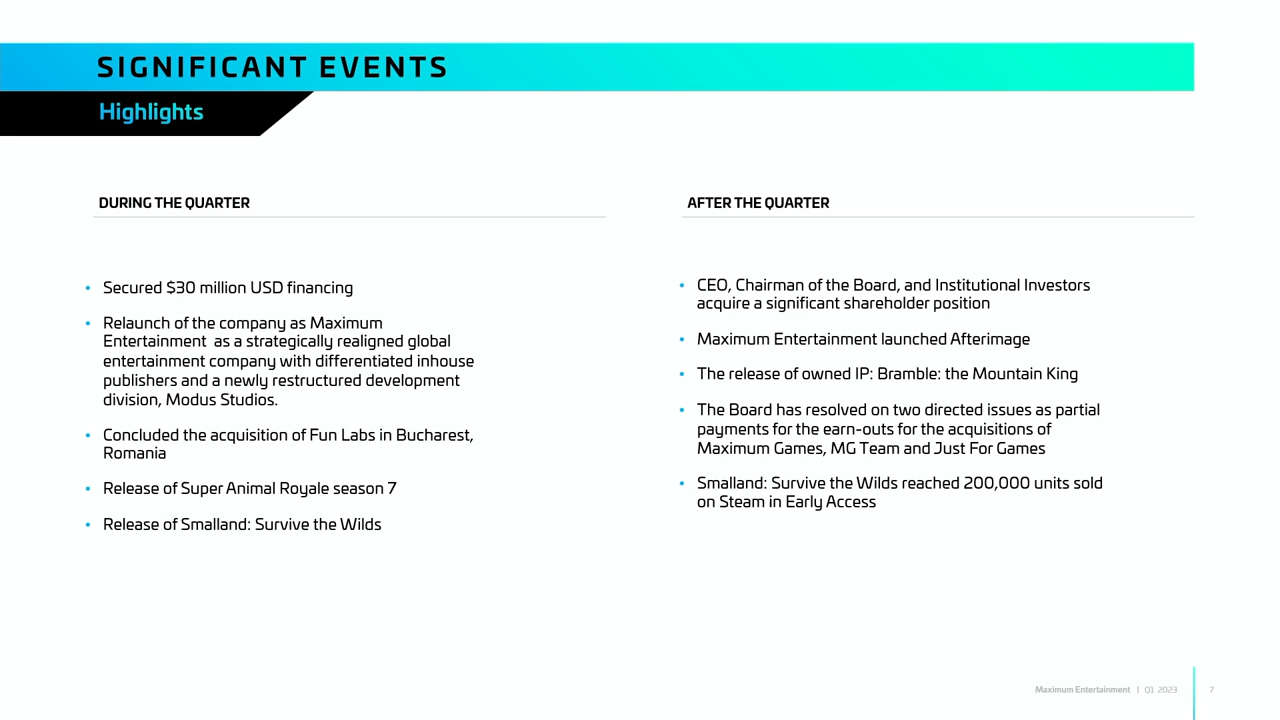 SIGNIFICANT EVENTS
Highlights
DURING THE QUARTER
• Secured $30 million USD financing
• Relaunch of the company as Maximum
Entertainment as a strategically realigned global
entertainment company with differentiated inhouse
publishers and a newly restructured development
division, Modus Studios.
• Concluded the acquisition of Fun Labs in Bucharest,
Romania
• Release of Super Animal Royale season 7
• Release of Smalland: Survive the Wilds
AFTER THE QUARTER
• CEO, Chairman of the Board, and Institutional Investors
acquire a significant shareholder position
• Maximum Entertainment launched Afterimage
• The release of owned IP: Bramble: the Mountain King
• The Board has resolved on two directed issues as partial
payments for the earn-outs for the acquisitions of
Maximum Games, MG Team and Just For Games
• Smalland: Survive the Wilds reached 200,000 units sold
on Steam in Early Access
Maximum Entertainment | Q1 2023 7